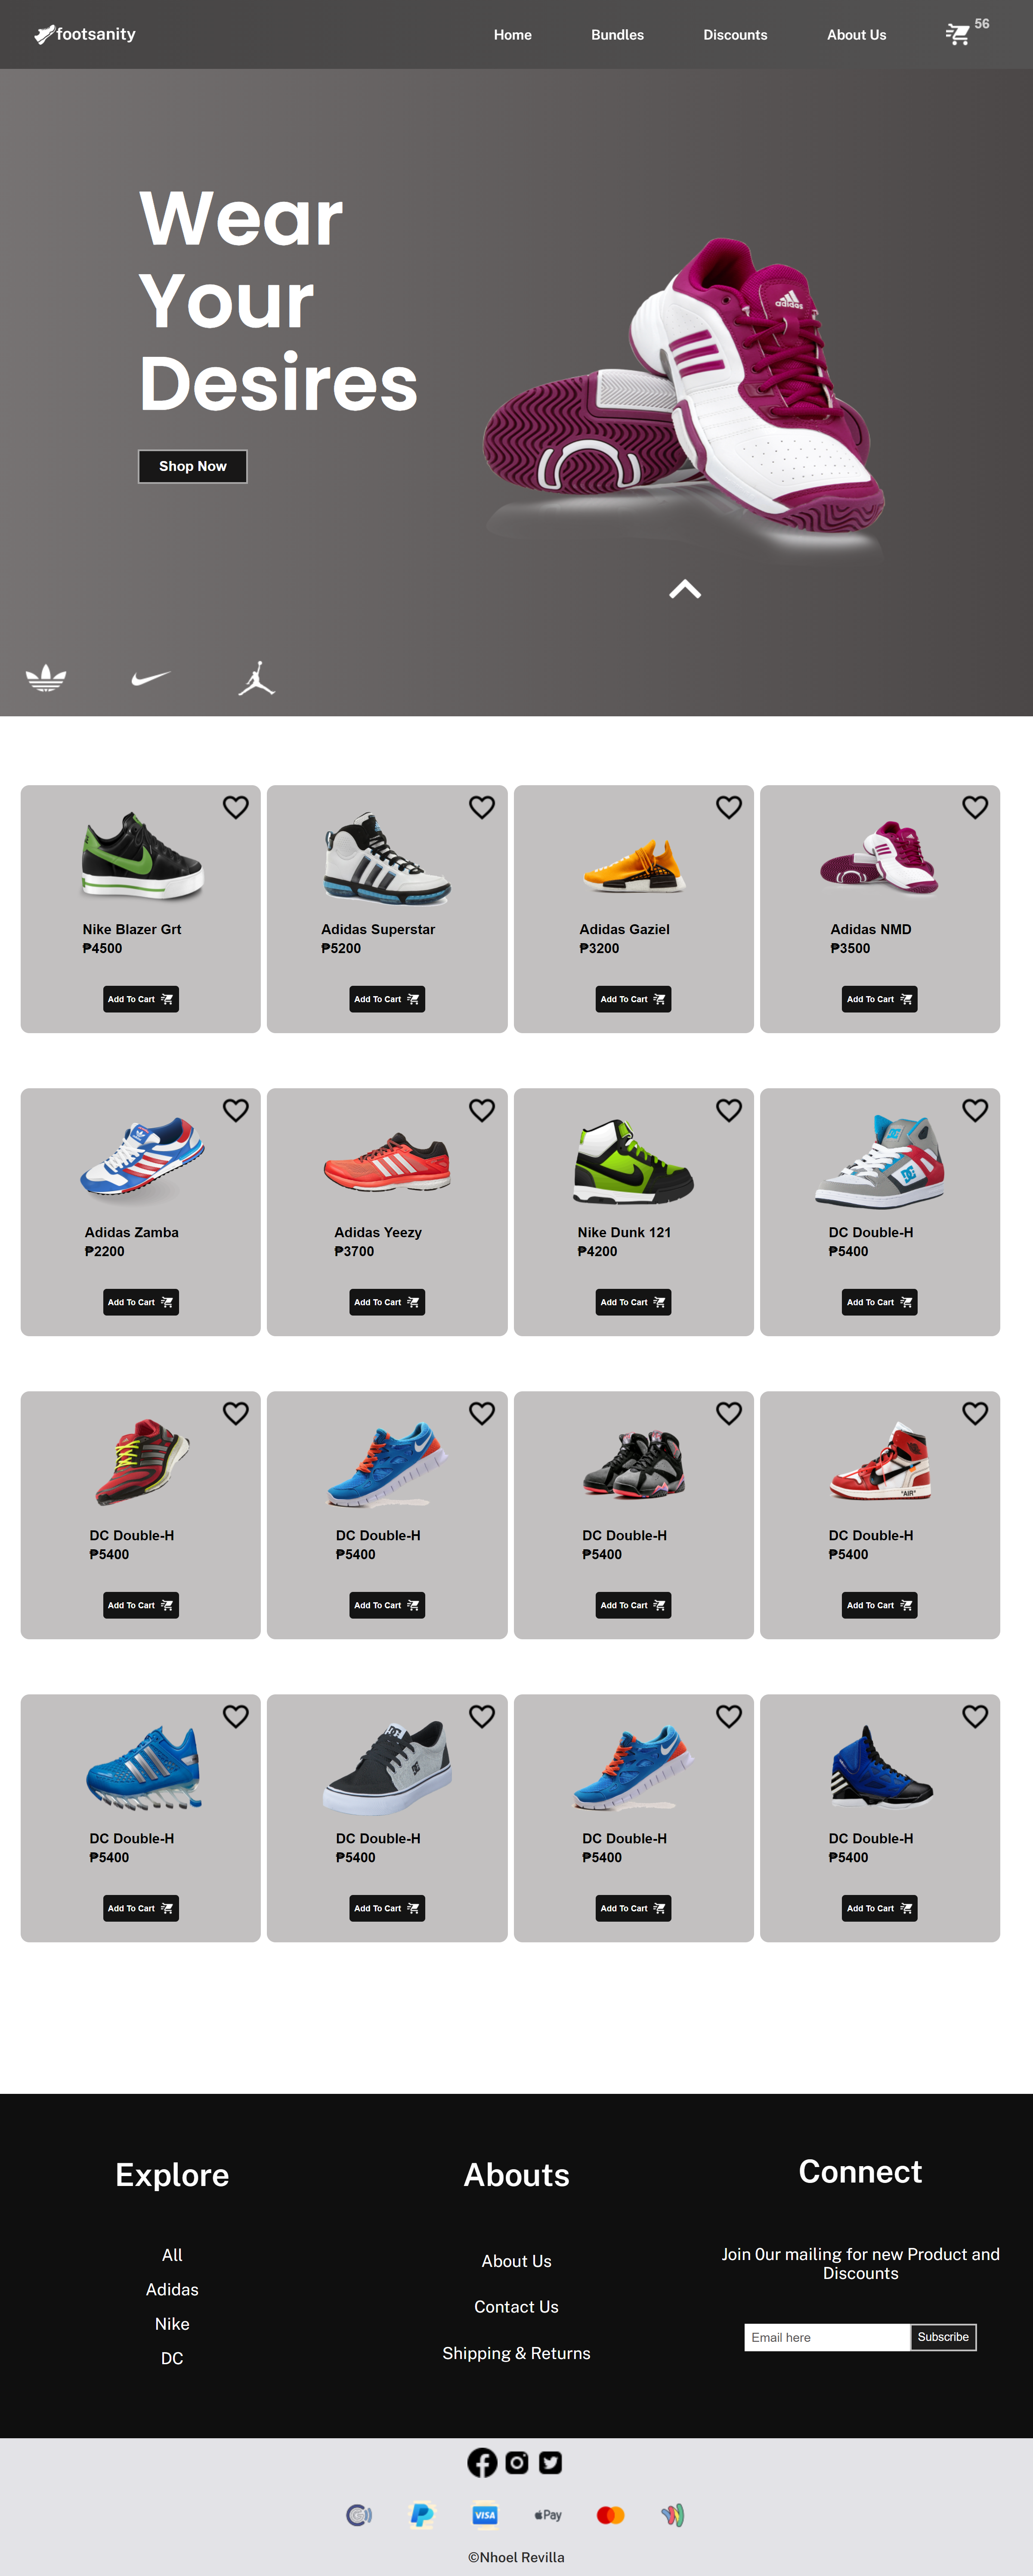 footsanity
Home
Bundles
Discounts
About Us
56
Wear
Your
Desires
adidas
Shop Now
Nike Blazer Grt
₱4500
Add To Cart
Adidas Superstar
₱5200
Add To Cart
Adidas Gaziel
₱3200
Add To Cart
Adidas NMD
₱3500
Add To Cart
Adidas Zamba
₱2200
Add To Cart
Adidas Yeezy
₱3700
Add To Cart
Nike Dunk 121
₱4200
Add To Cart
DC Double-H
₱5400
Add To Cart
DC Double-H
₱5400
Add To Cart
DC Double-H
₱5400
Add To Cart
DC Double-H
₱5400
Add To Cart
"AIR"
DC Double-H
₱5400
Add To Cart
DC Double-H
₱5400
Add To Cart
DC Double-H
₱5400
Add To Cart
DC Double-H
₱5400
Add To Cart
DC Double-H
₱5400
Add To Cart
Explore
All
Adidas
Nike
DC
Abouts
About Us
Contact Us
Shipping & Returns
Connect
Join 0ur mailing for new Product and
Discounts
Email here
Subscribe
VISA
Pay
©Nhoel Revilla